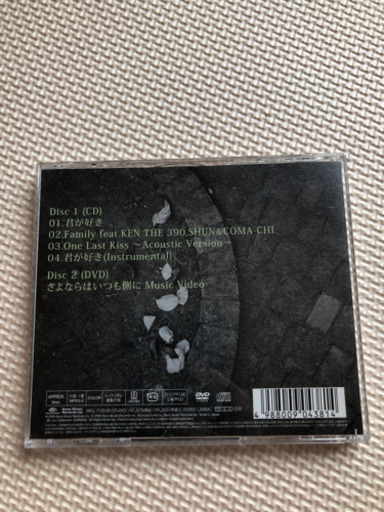 Disc 1 (CD)
01.君が好き
02.Family feat.KEN THE 390,SHUN&COMA-CHI
03.One Last Kiss ～Acoustic Version～
04.君が好き(Instrumental)
Disc 2 (DVD)
さよならはいつも側に Music Video
COLOR
DVD
4 988009 043814